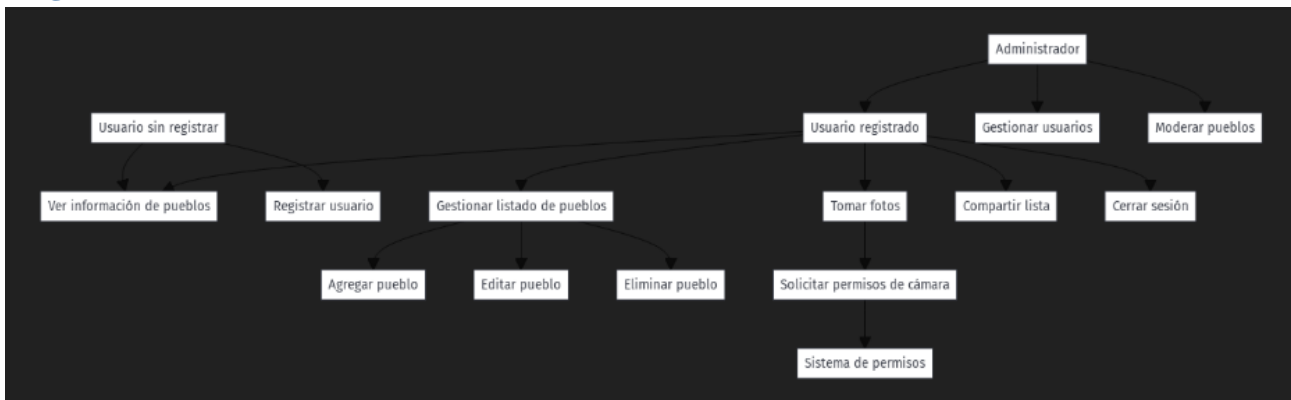 Administrador
Usuario sin registrar
Usuario registrado
Gestionar usuarios
Moderar pueblos
Ver información de pueblos
Registrar usuario
Gestionar listado de pueblos
Tomar fotos
Compartir lista
Cerrar sesión
Agregar pueblo
Editar pueblo
Eliminar pueblo
Solicitar permisos de cámara
Sistema de permisos